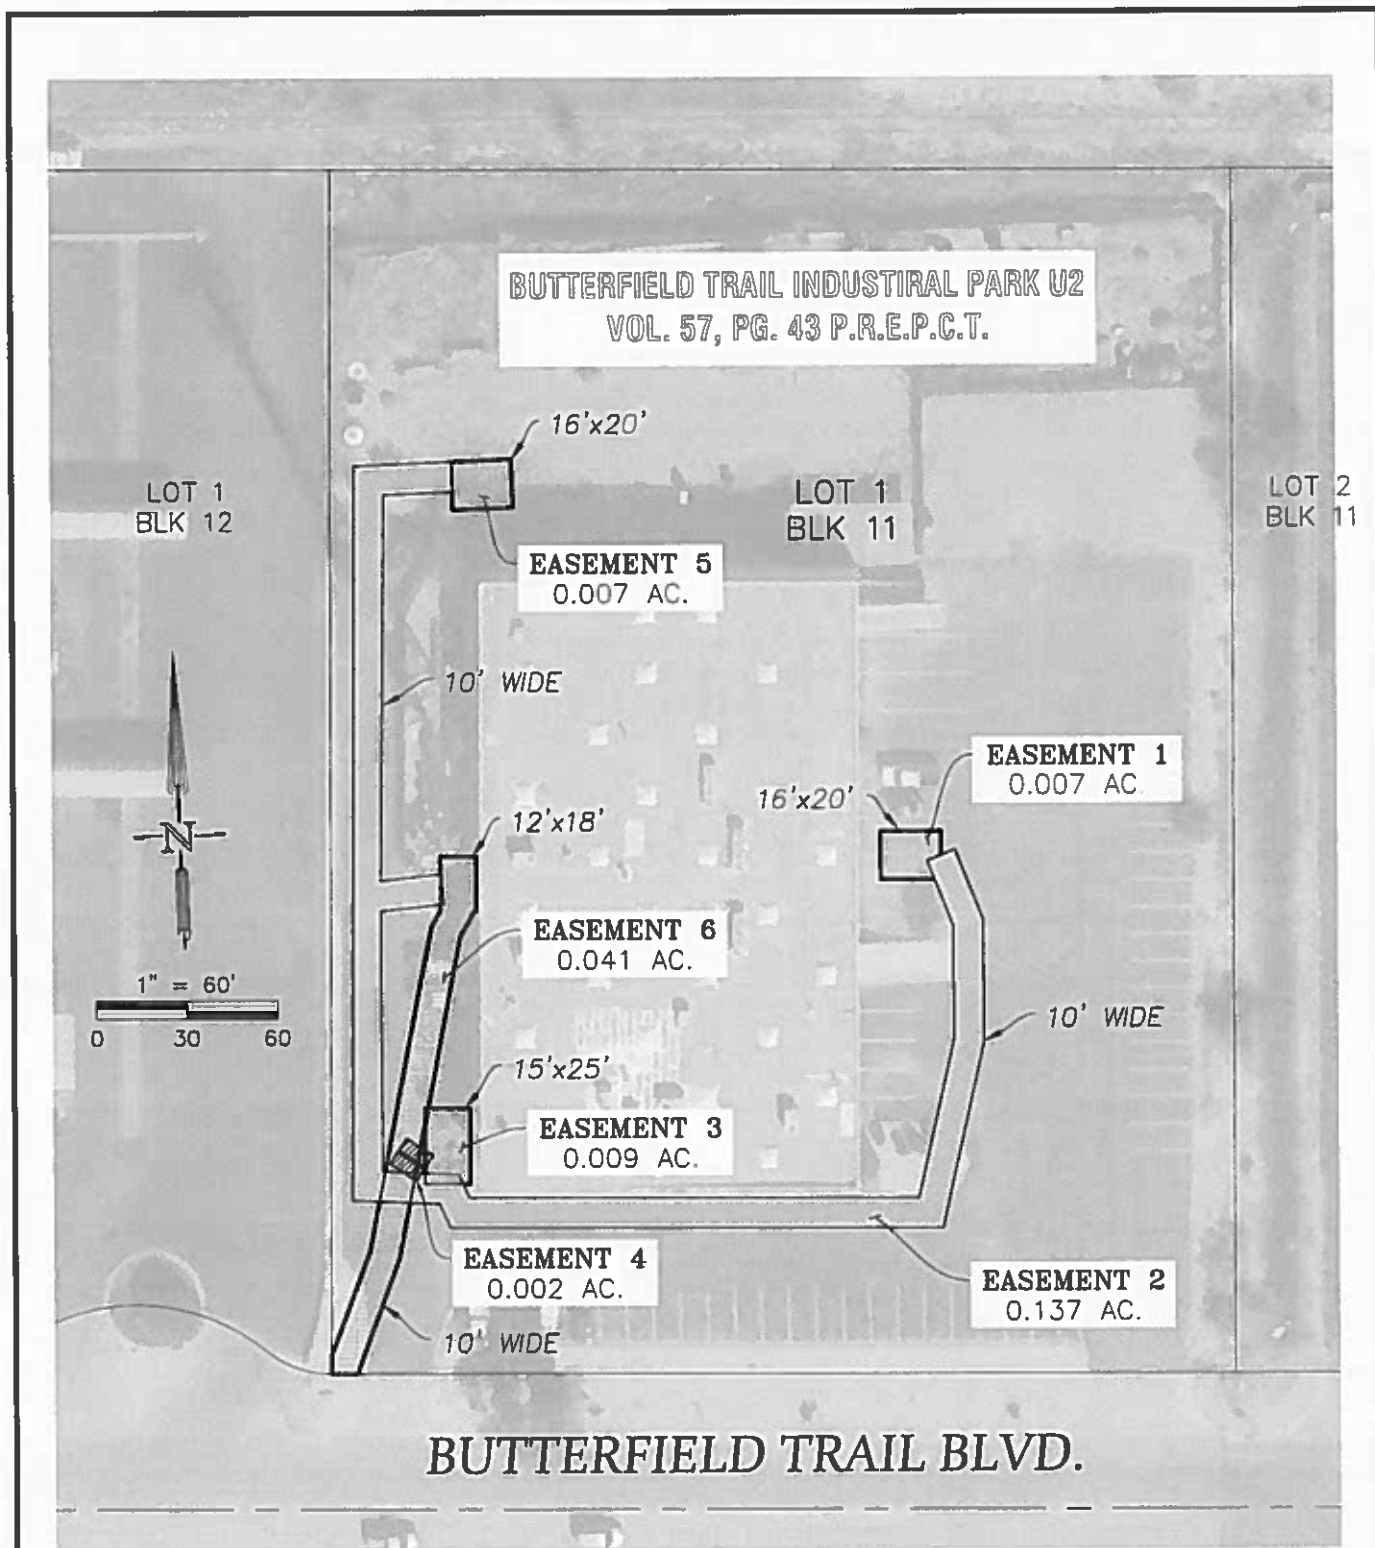 BUTTERFIELD TRAIL INDUSTIRAL PARK U2
VOL. 57, PG. 43 P.R.E.P.C.T.
16'x20'
LOT 1
BLK 12
LOT 1
BLK 11
LOT 2
BLK 11
EASEMENT 5
0.007 AC.
10' WIDE
EASEMENT 1
0.007 AC
16'x20'
12'x18'
N
EASEMENT 6
0.041 AC.
1" = 60'
0 30 60
10' WIDE
15'x25'
EASEMENT 3
0.009 AC.
EASEMENT 4
0.002 AC.
EASEMENT 2
0.137 AC.
10' WIDE
BUTTERFIELD TRAIL BLVD.